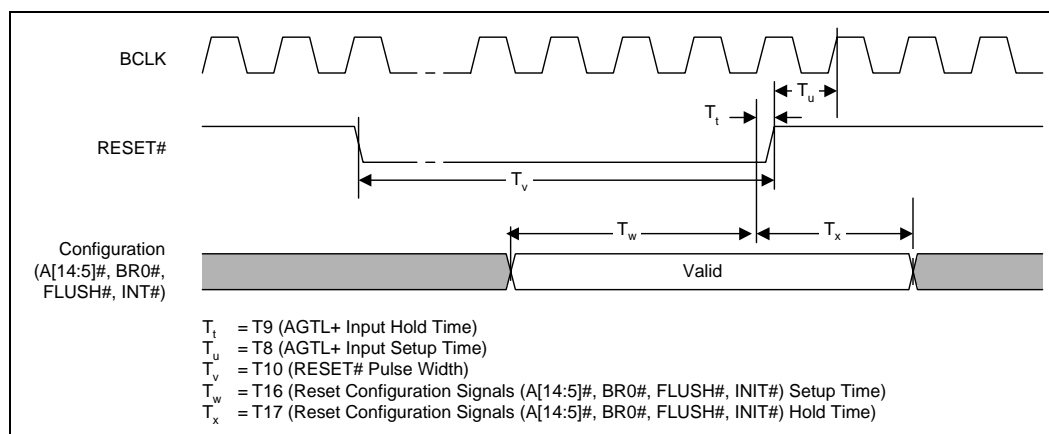 BCLK
T_u
T_t
RESET#
T_v
Configuration
(A[14:5]#, BR0#,
FLUSH#, INT#)
T_w
T_x
Valid
T_t = T9 (AGTL+ Input Hold Time)
T_u = T8 (AGTL+ Input Setup Time)
T_v = T10 (RESET# Pulse Width)
T_w = T16 (Reset Configuration Signals (A[14:5]#, BR0#, FLUSH#, INIT#) Setup Time)
T_x = T17 (Reset Configuration Signals (A[14:5]#, BR0#, FLUSH#, INIT#) Hold Time)